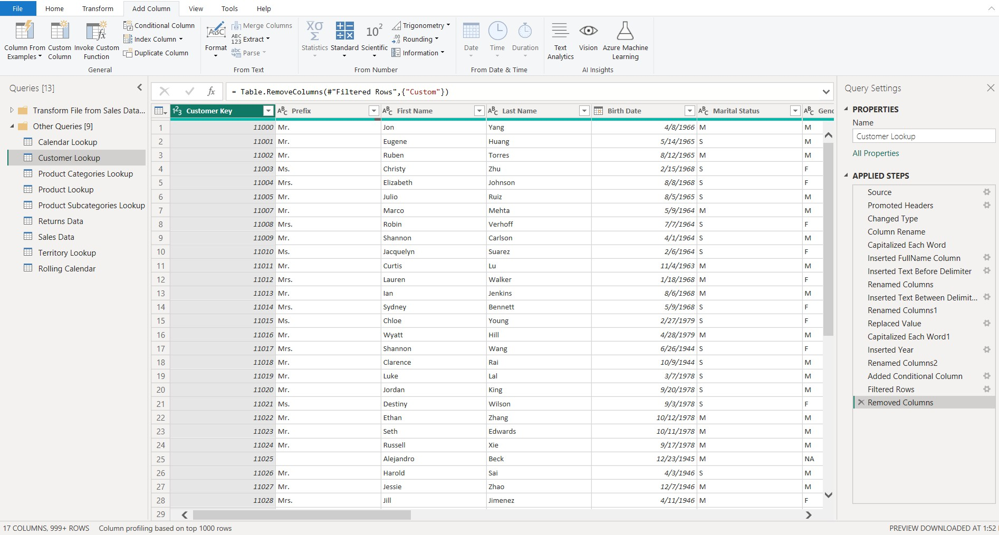 File Home Transform Add Column View Tools Help
Column From Examples
Custom Column
Invoke Custom Function
Conditional Column
Index Column
Duplicate Column
General
Format
Merge Columns
Extract
Parse
From Text
Statistics
Standard
Scientific
Trigonometry
Rounding
Information
From Number
Date
Time
Duration
From Date & Time
Text Analytics
Vision
Azure Machine Learning
AI Insights
Queries [13]
Transform File from Sales Data...
Other Queries [9]
Calendar Lookup
Customer Lookup
Product Categories Lookup
Product Lookup
Product Subcategories Lookup
Returns Data
Sales Data
Territory Lookup
Rolling Calendar
fx = Table.RemoveColumns(#"Filtered Rows",{"Custom"})
Customer Key Prefix First Name Last Name Birth Date Marital Status Gend
1 11000 Mr. Jon Yang 4/8/1966 M M
2 11001 Mr. Eugene Huang 5/14/1965 S M
3 11002 Mr. Ruben Torres 8/12/1965 M M
4 11003 Ms. Christy Zhu 2/15/1968 S F
5 11004 Mrs. Elizabeth Johnson 8/8/1968 S F
6 11005 Mr. Julio Ruiz 8/5/1965 S M
7 11007 Mr. Marco Mehta 5/9/1964 M M
8 11008 Mrs. Robin Verhoff 7/7/1964 S F
9 11009 Mr. Shannon Carlson 4/1/1964 S M
10 11010 Ms. Jacquelyn Suarez 2/6/1964 S F
11 11011 Mr. Curtis Lu 11/4/1963 M M
12 11012 Mrs. Lauren Walker 1/18/1968 M F
13 11013 Mr. Ian Jenkins 8/6/1968 M M
14 11014 Mrs. Sydney Bennett 5/9/1968 S F
15 11015 Ms. Chloe Young 2/27/1979 S F
16 11016 Mr. Wyatt Hill 4/28/1979 M M
17 11017 Mrs. Shannon Wang 6/26/1944 S F
18 11018 Mr. Clarence Rai 10/9/1944 S M
19 11019 Mr. Luke Lal 3/7/1978 S M
20 11020 Mr. Jordan King 9/20/1978 S M
21 11021 Ms. Destiny Wilson 9/3/1978 S F
22 11022 Mr. Ethan Zhang 10/12/1978 M M
23 11023 Mr. Seth Edwards 10/11/1978 M M
24 11024 Mr. Russell Xie 9/17/1978 M M
25 11025 Alejandro Beck 12/23/1945 M NA
26 11026 Mr. Harold Sai 4/3/1946 S M
27 11027 Mr. Jessie Zhao 12/7/1946 M M
28 11028 Mrs. Jill Jimenez 4/11/1946 M F
29
Query Settings
PROPERTIES
Name
Customer Lookup
All Properties
APPLIED STEPS
Source
Promoted Headers
Changed Type
Column Rename
Capitalized Each Word
Inserted FullName Column
Inserted Text Before Delimiter
Renamed Columns
Inserted Text Between Delimit...
Renamed Columns1
Replaced Value
Capitalized Each Word1
Inserted Year
Renamed Columns2
Added Conditional Column
Filtered Rows
Removed Columns
17 COLUMNS, 999+ ROWS Column profiling based on top 1000 rows PREVIEW DOWNLOADED AT 1:52